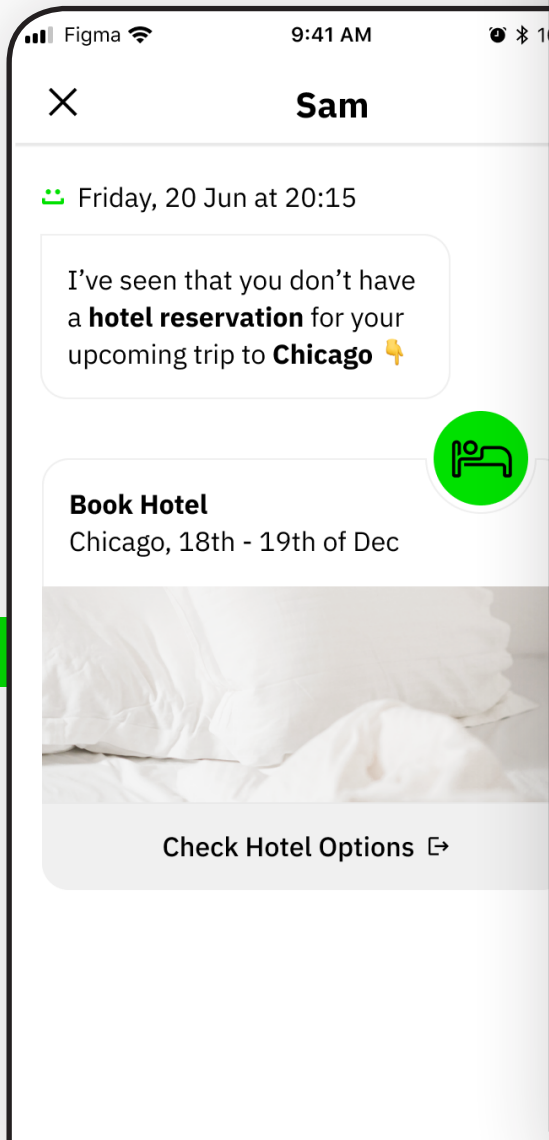 Figma 9:41 AM
Sam
Friday, 20 Jun at 20:15
I’ve seen that you don’t have
a hotel reservation for your
upcoming trip to Chicago 👇
Book Hotel
Chicago, 18th - 19th of Dec
Check Hotel Options